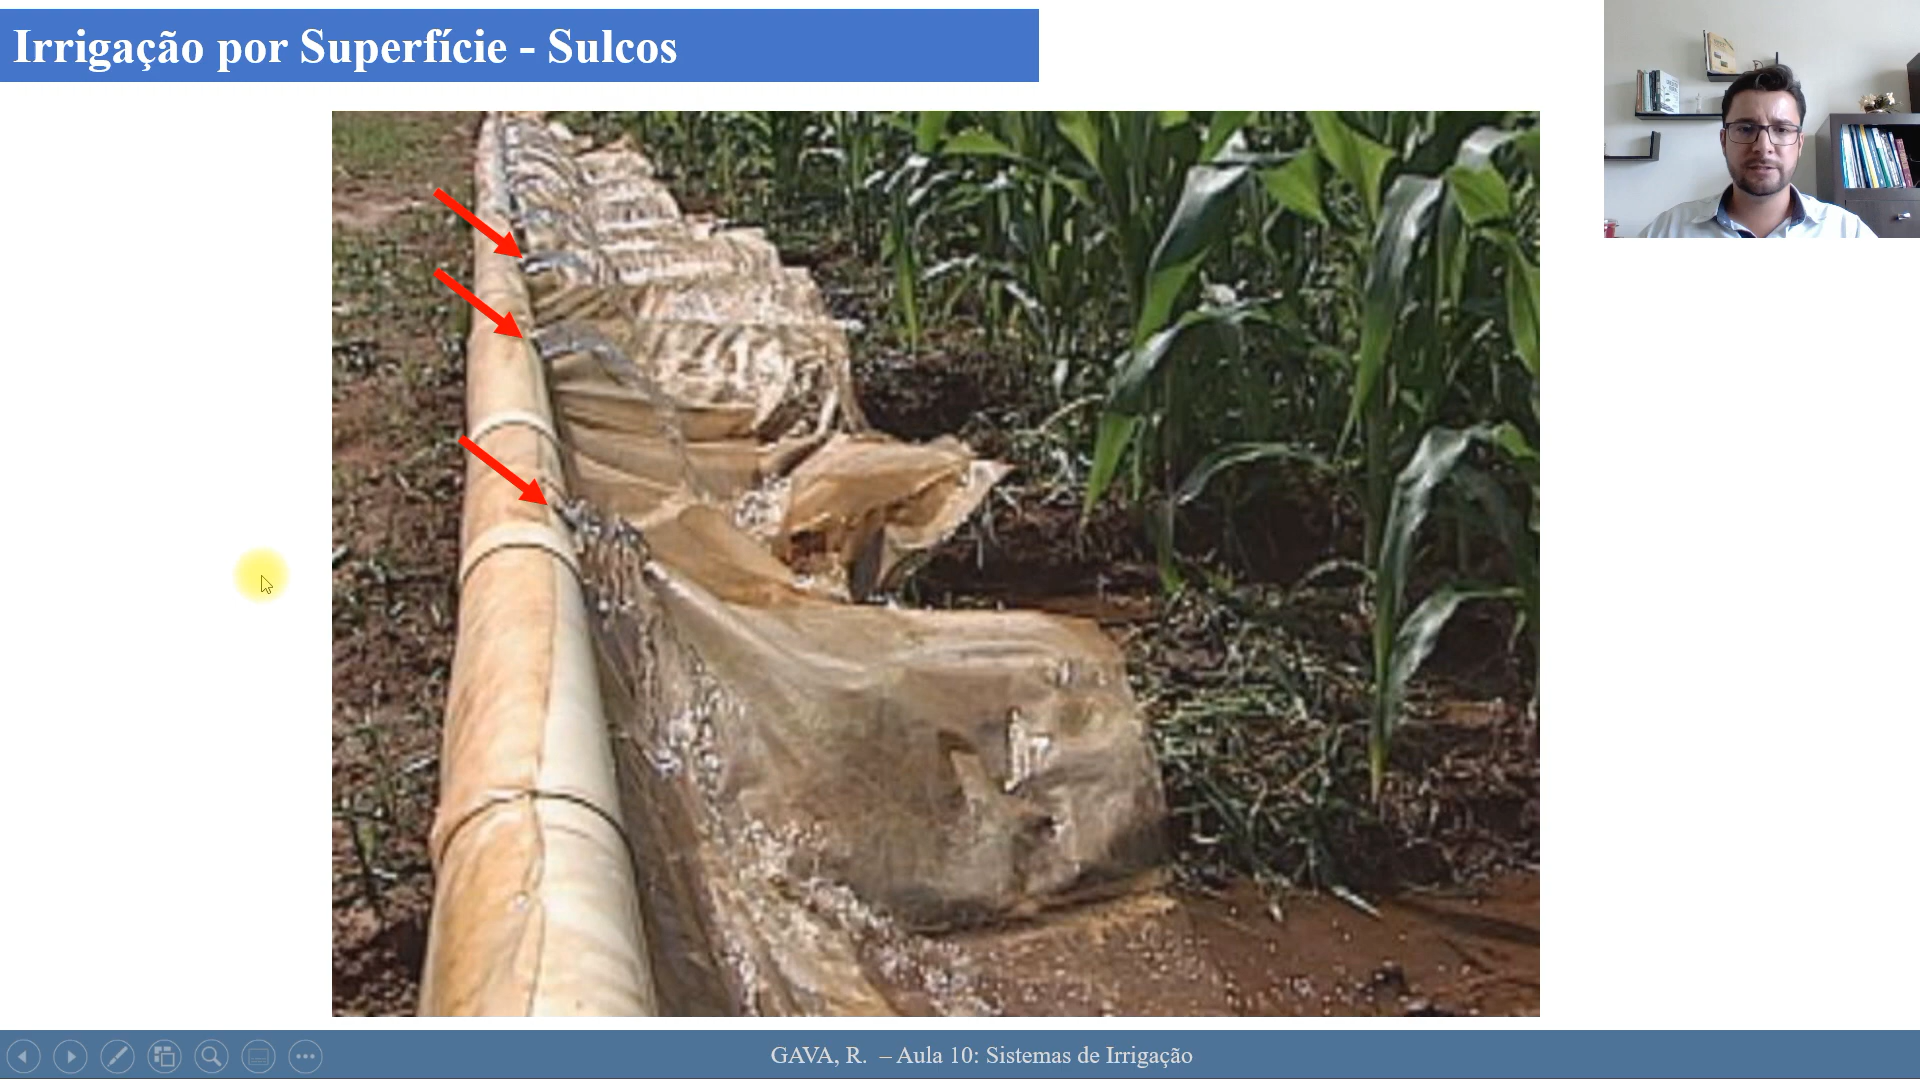 Irrigação por Superfície - Sulcos
GAVA, R. – Aula 10: Sistemas de Irrigação